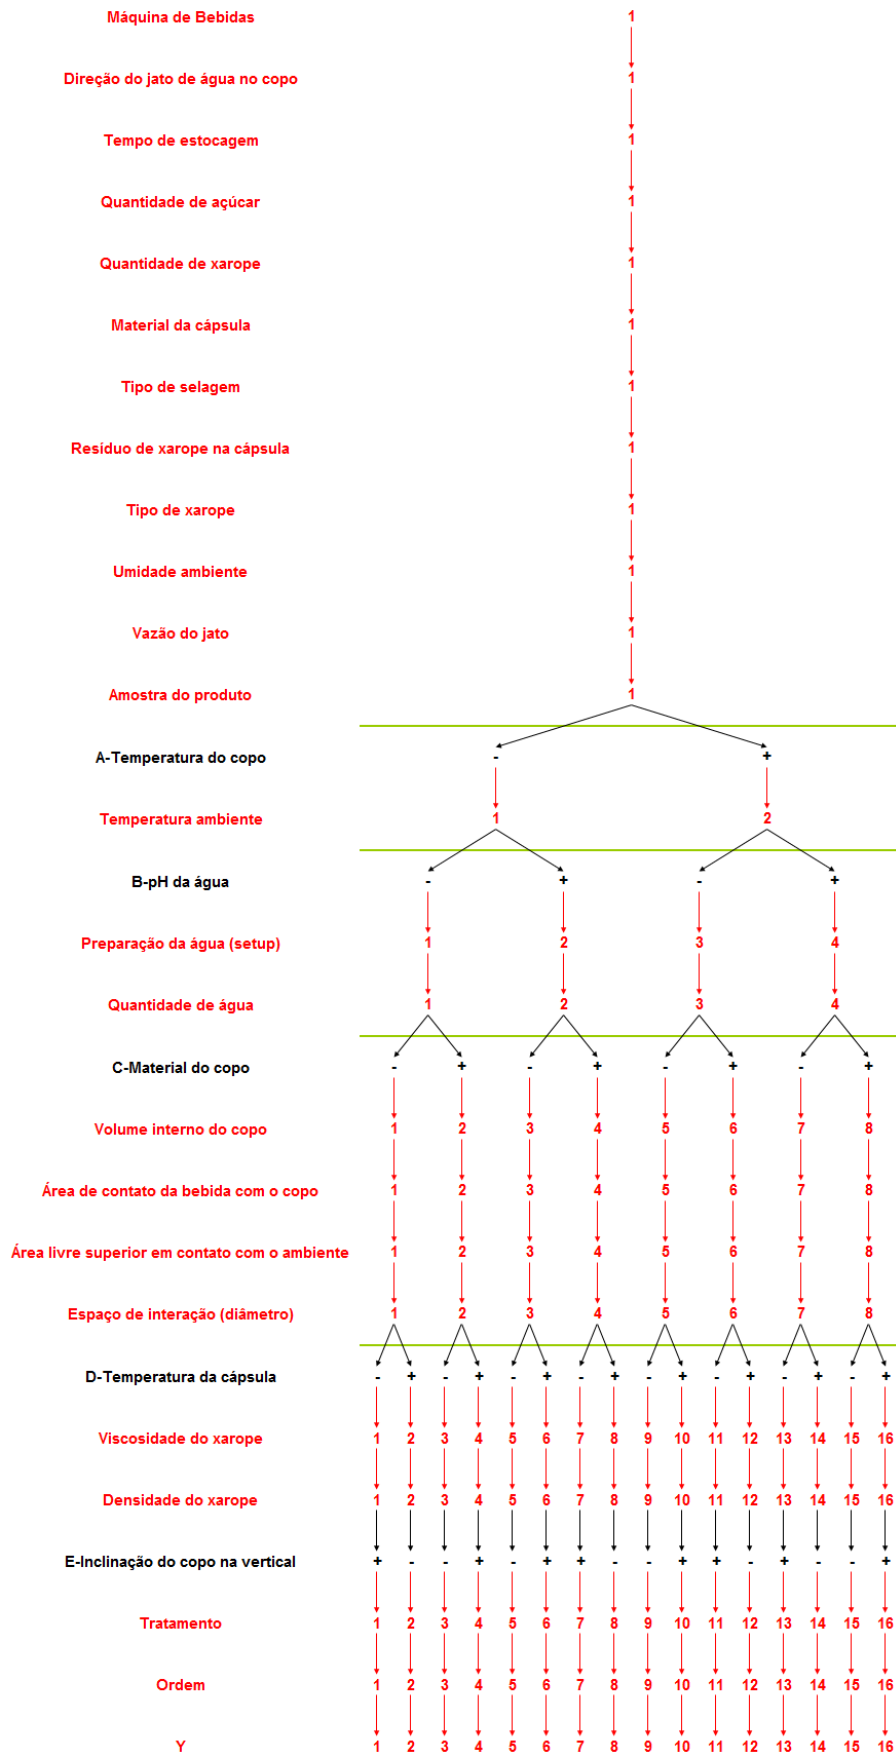 Máquina de Bebidas 1
Direção do jato de água no copo 1
Tempo de estocagem 1
Quantidade de açúcar 1
Quantidade de xarope 1
Material da cápsula 1
Tipo de selagem 1
Resíduo de xarope na cápsula 1
Tipo de xarope 1
Umidade ambiente 1
Vazão do jato 1
Amostra do produto 1
A-Temperatura do copo - +
Temperatura ambiente 1 2
B-pH da água - + - +
Preparação da água (setup) 1 2 3 4
Quantidade de água 1 2 3 4
C-Material do copo - + - + - + - +
Volume interno do copo 1 2 3 4 5 6 7 8
Área de contato da bebida com o copo 1 2 3 4 5 6 7 8
Área livre superior em contato com o ambiente 1 2 3 4 5 6 7 8
Espaço de interação (diâmetro) 1 2 3 4 5 6 7 8
D-Temperatura da cápsula - + - + - + - + - + - + - + - +
Viscosidade do xarope 1 2 3 4 5 6 7 8 9 10 11 12 13 14 15 16
Densidade do xarope 1 2 3 4 5 6 7 8 9 10 11 12 13 14 15 16
E-Inclinação do copo na vertical + - - + - + + - - + + - + - - +
Tratamento 1 2 3 4 5 6 7 8 9 10 11 12 13 14 15 16
Ordem 1 2 3 4 5 6 7 8 9 10 11 12 13 14 15 16
Y 1 2 3 4 5 6 7 8 9 10 11 12 13 14 15 16